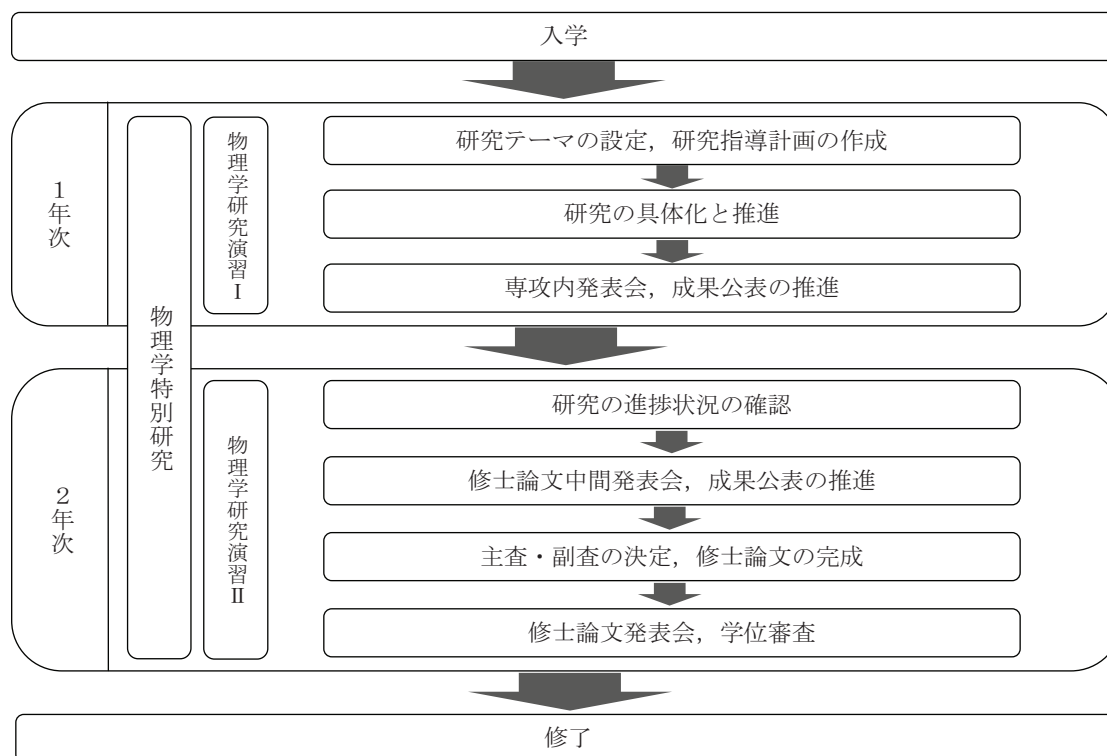 入学
1年次
物理学特別研究
物理学研究演習Ⅰ
研究テーマの設定，研究指導計画の作成
研究の具体化と推進
専攻内発表会，成果公表の推進
2年次
物理学研究演習Ⅱ
研究の進捗状況の確認
修士論文中間発表会，成果公表の推進
主査・副査の決定，修士論文の完成
修士論文発表会，学位審査
修了